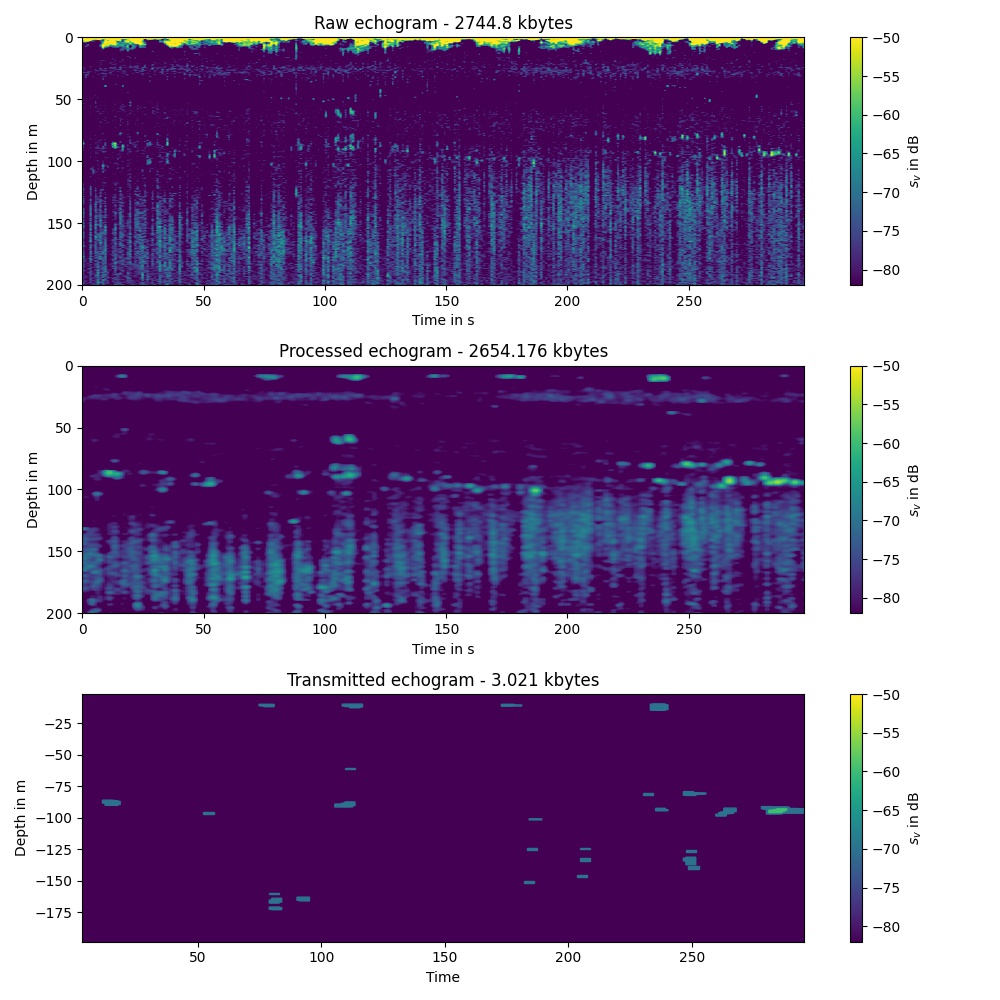 Raw echogram - 2744.8 kbytes
0
50
100
150
200
Depth in m
0 50 100 150 200 250
Time in s
−50
−55
−60
−65
−70
−75
−80
sv in dB
Processed echogram - 2654.176 kbytes
0
50
100
150
200
Depth in m
0 50 100 150 200 250
Time in s
−50
−55
−60
−65
−70
−75
−80
sv in dB
Transmitted echogram - 3.021 kbytes
−25
−50
−75
−100
−125
−150
−175
Depth in m
50 100 150 200 250
Time
−50
−55
−60
−65
−70
−75
−80
sv in dB